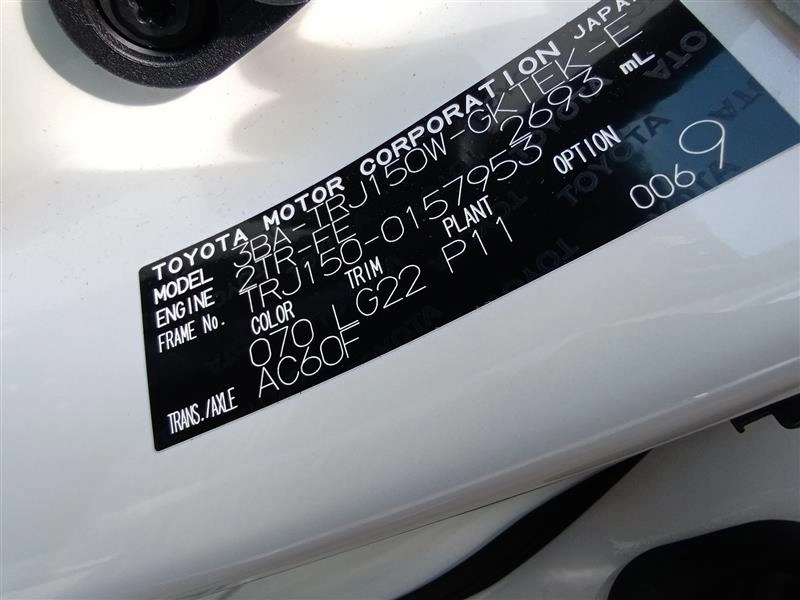 TOYOTA MOTOR CORPORATION JAPAN
MODEL 3BA-TRJ150W-GKTEK-E
ENGINE 2TR-FE 2693 mL
FRAME No. TRJ150-0157953
COLOR TRIM PLANT OPTION
070 LG22 P11 0069
TRANS./AXLE AC60F